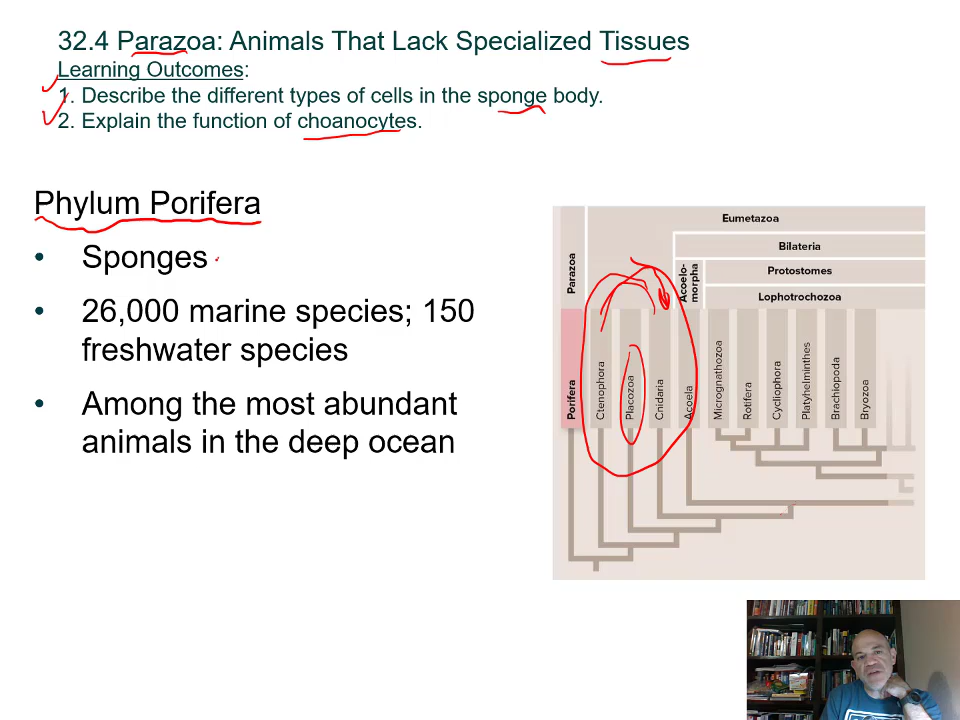 32.4 Parazoa: Animals That Lack Specialized Tissues
Learning Outcomes:
1. Describe the different types of cells in the sponge body.
2. Explain the function of choanocytes.
Phylum Porifera
• Sponges
• 26,000 marine species; 150
freshwater species
• Among the most abundant
animals in the deep ocean
Eumetazoa
Bilateria
Protostomes
Lophotrochozoa
Parazoa
Acoelo-
morpha
Porifera
Ctenophora
Placozoa
Cnidaria
Acoela
Micrognathozoa
Rotifera
Cycliophora
Platyhelminthes
Brachiopoda
Bryozoa